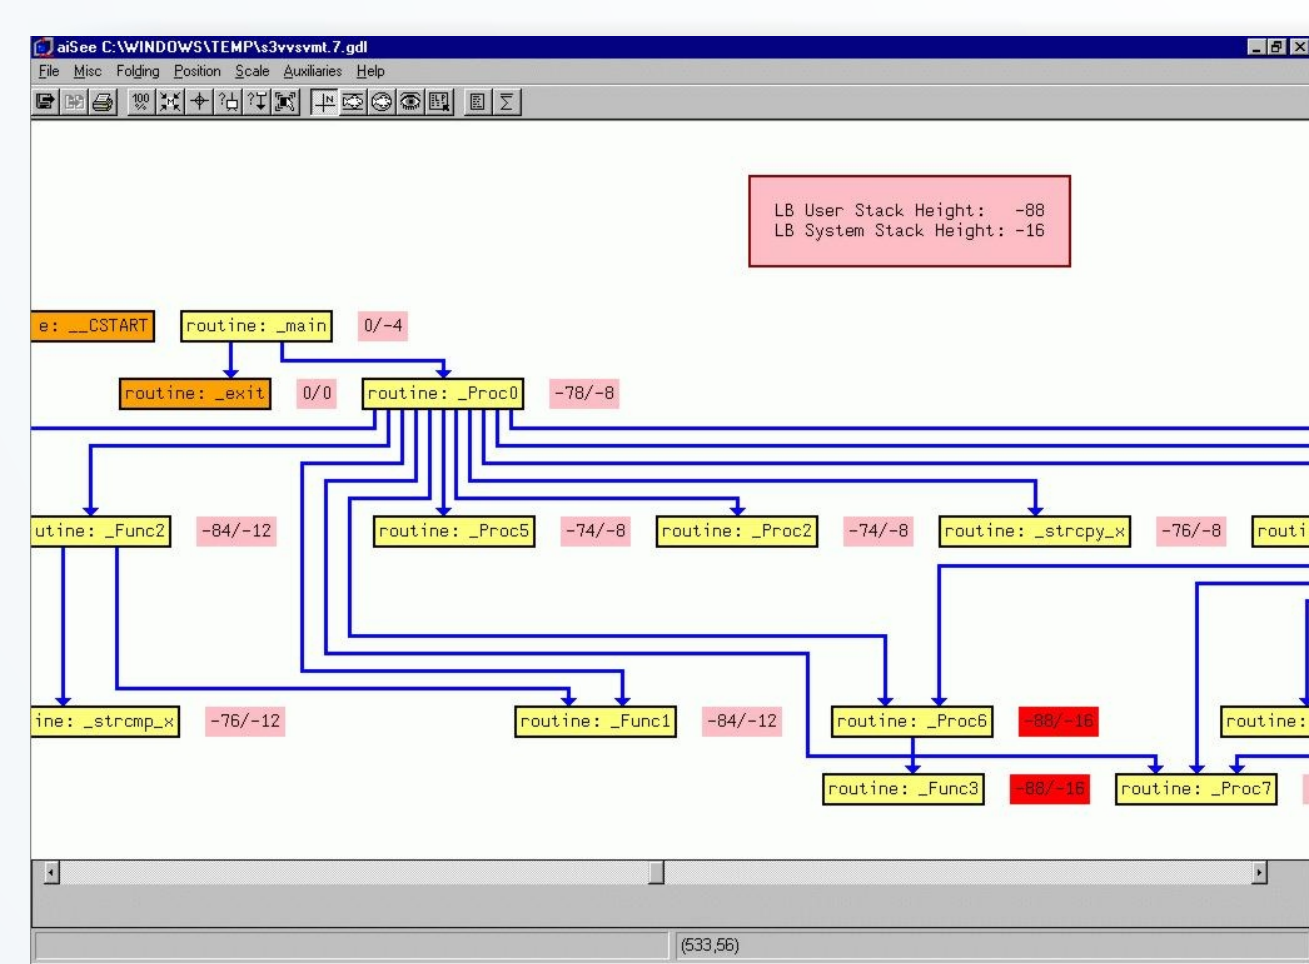 aiSee C:\WINDOWS\TEMP\s3vvsvmt.7.gdl
File Misc Folding Position Scale Auxiliaries Help
100 %
LB User Stack Height: -88
LB System Stack Height: -16
e: __CSTART routine: _main 0/-4
routine: _exit 0/0 routine: _Proc0 -78/-8
utine: _Func2 -84/-12 routine: _Proc5 -74/-8 routine: _Proc2 -74/-8 routine: _strcpy_x -76/-8 routi
ine: _strcmp_x -76/-12 routine: _Func1 -84/-12 routine: _Proc6 -88/-16 routine:
routine: _Func3 -88/-16 routine: _Proc7
(533,56)